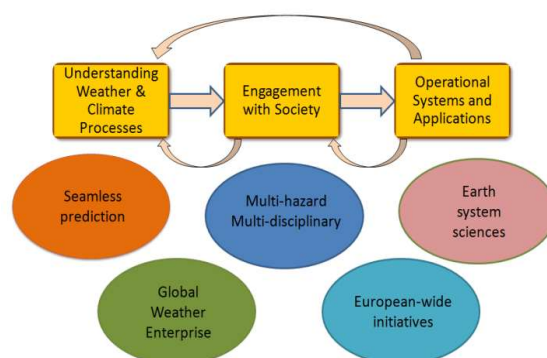 Understanding
Weather &
Climate
Processes
Engagement
with Society
Operational
Systems and
Applications
Seamless
prediction
Multi-hazard
Multi-disciplinary
Earth
system
sciences
Global
Weather
Enterprise
European-wide
initiatives